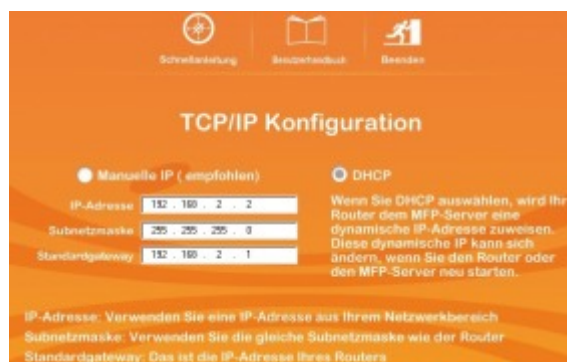 Schnellanleitung Benutzerhandbuch Beenden
TCP/IP Konfiguration
Manuelle IP ( empfohlen) DHCP
IP-Adresse 192 . 168 . 2 . 2
Subnetzmaske 255 . 255 . 255 . 0
Standardgateway 192 . 168 . 2 . 1
Wenn Sie DHCP auswählen, wird Ihr
Router dem MFP-Server eine
dynamische IP-Adresse zuweisen.
Diese dynamische IP kann sich
ändern, wenn Sie den Router oder
den MFP-Server neu starten.
IP-Adresse: Verwenden Sie eine IP-Adresse aus Ihrem Netzwerkbereich
Subnetzmaske: Verwenden Sie die gleiche Subnetzmaske wie der Router
Standardgateway: Das ist die IP-Adresse Ihres Routers